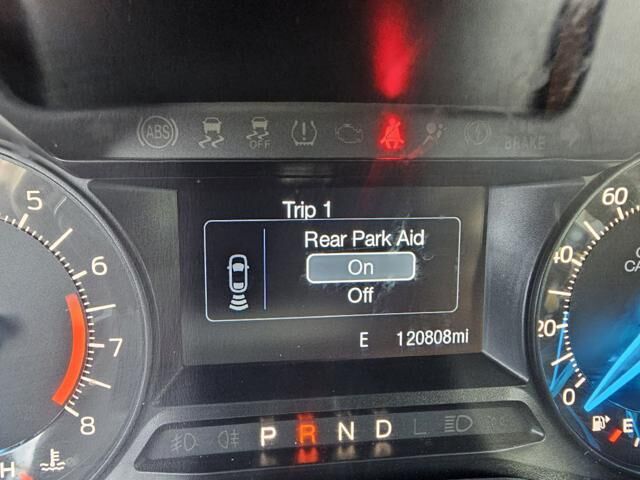 ABS OFF BRAKE
Trip 1
Rear Park Aid
On
Off
E 120808mi
5
6
7
8
H
60
40
20
0
E
P R N D L